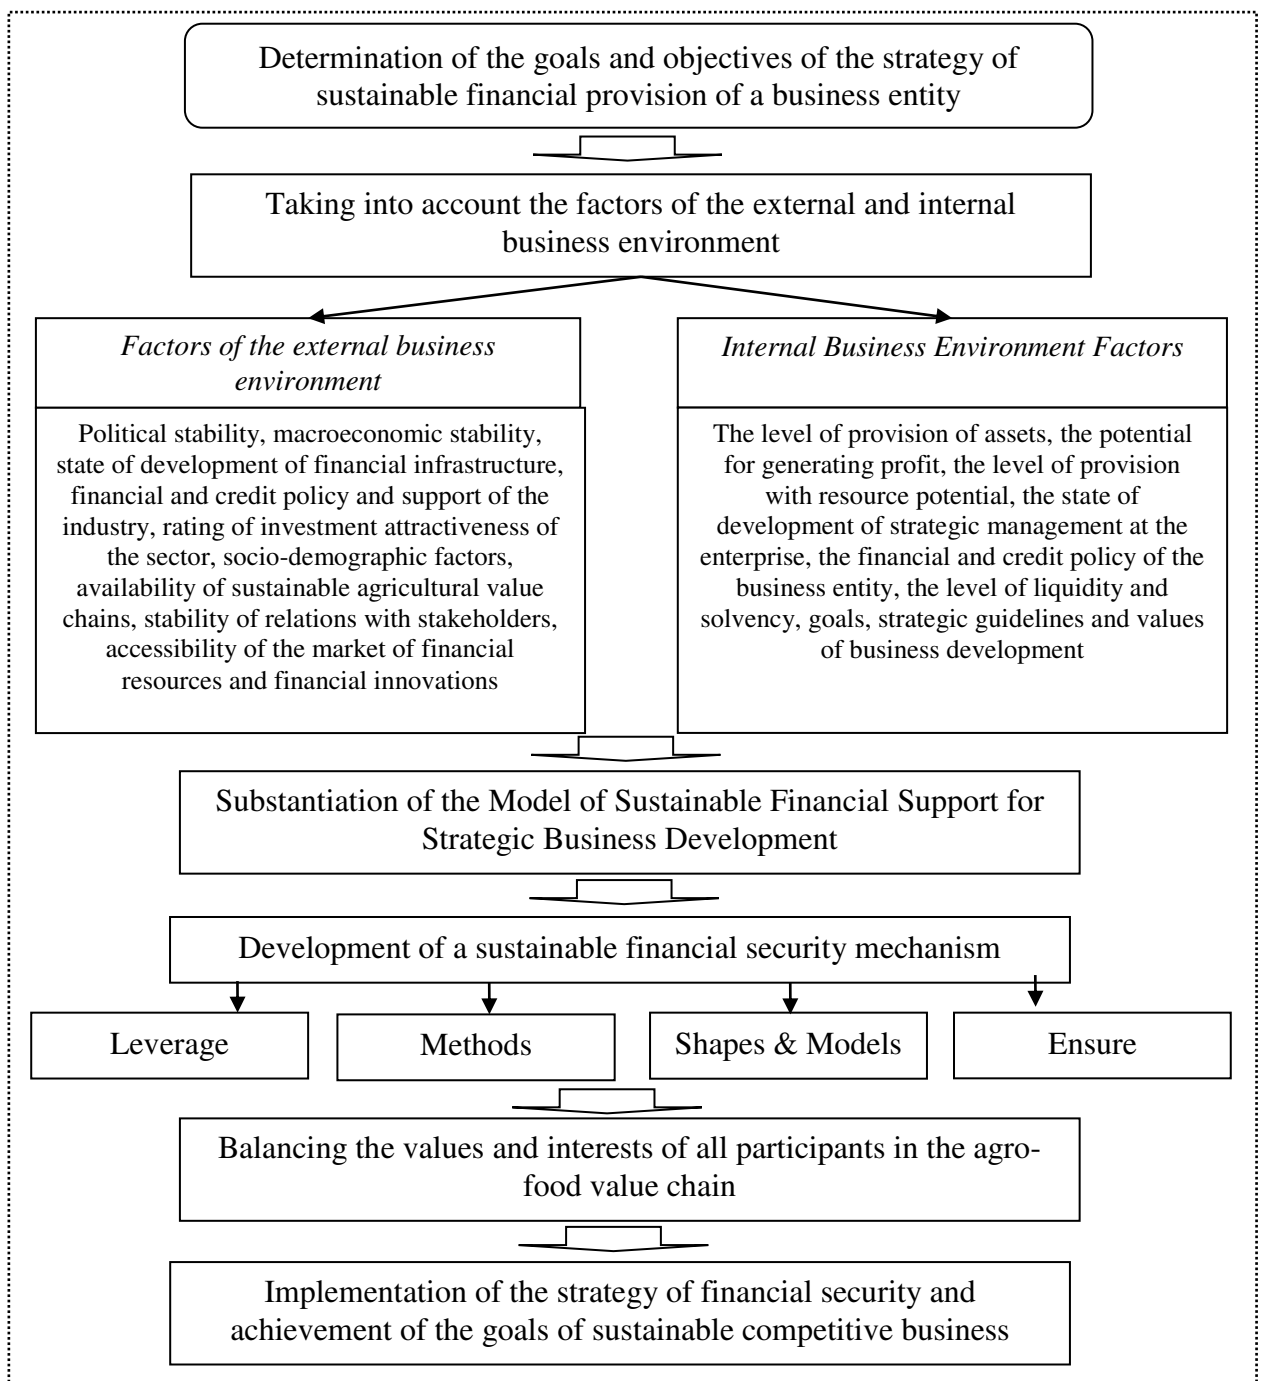 Determination of the goals and objectives of the strategy of
sustainable financial provision of a business entity
Taking into account the factors of the external and internal
business environment
Factors of the external business
environment
Political stability, macroeconomic stability,
state of development of financial infrastructure,
financial and credit policy and support of the
industry, rating of investment attractiveness of
the sector, socio-demographic factors,
availability of sustainable agricultural value
chains, stability of relations with stakeholders,
accessibility of the market of financial
resources and financial innovations
Internal Business Environment Factors
The level of provision of assets, the potential
for generating profit, the level of provision
with resource potential, the state of
development of strategic management at the
enterprise, the financial and credit policy of the
business entity, the level of liquidity and
solvency, goals, strategic guidelines and values
of business development
Substantiation of the Model of Sustainable Financial Support for
Strategic Business Development
Development of a sustainable financial security mechanism
Leverage
Methods
Shapes & Models
Ensure
Balancing the values and interests of all participants in the agro-
food value chain
Implementation of the strategy of financial security and
achievement of the goals of sustainable competitive business